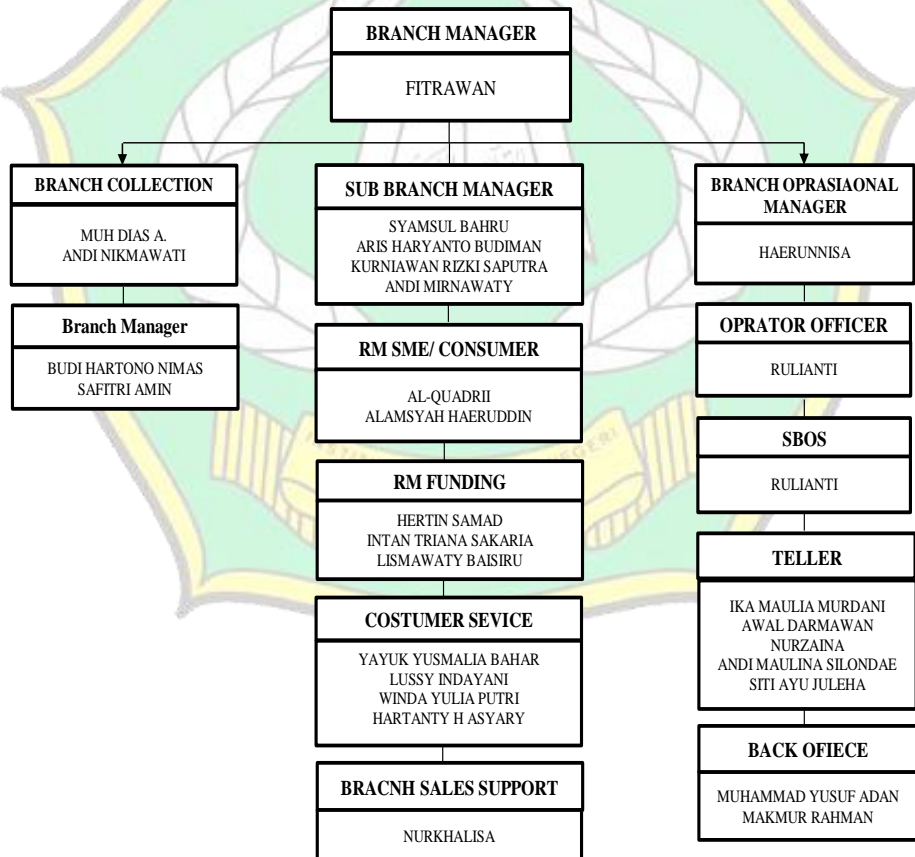 BRANCH MANAGER
FITRAWAN
BRANCH COLLECTION
MUH DIAS A.
ANDI NIKMAWATI
Branch Manager
BUDI HARTONO NIMAS
SAFITRI AMIN
SUB BRANCH MANAGER
SYAMSUL BAHRU
ARIS HARYANTO BUDIMAN
KURNIAWAN RIZKI SAPUTRA
ANDI MIRNAWATY
RM SME/ CONSUMER
AL-QUADRII
ALAMSYAH HAERUDDIN
RM FUNDING
HERTIN SAMAD
INTAN TRIANA SAKARIA
LISMAWATY BAISIRU
COSTUMER SEVICE
YAYUK YUSMALIA BAHAR
LUSSY INDAYANI
WINDA YULIA PUTRI
HARTANTY H ASYARY
BRACNH SALES SUPPORT
NURKHALISA
BRANCH OPRASIAONAL
MANAGER
HAERUNNISA
OPRATOR OFFICER
RULIANTI
SBOS
RULIANTI
TELLER
IKA MAULIA MURDANI
AWAL DARMAWAN
NURZAINA
ANDI MAULINA SILONDAE
SITI AYU JULEHA
BACK OFIECE
MUHAMMAD YUSUF ADAN
MAKMUR RAHMAN